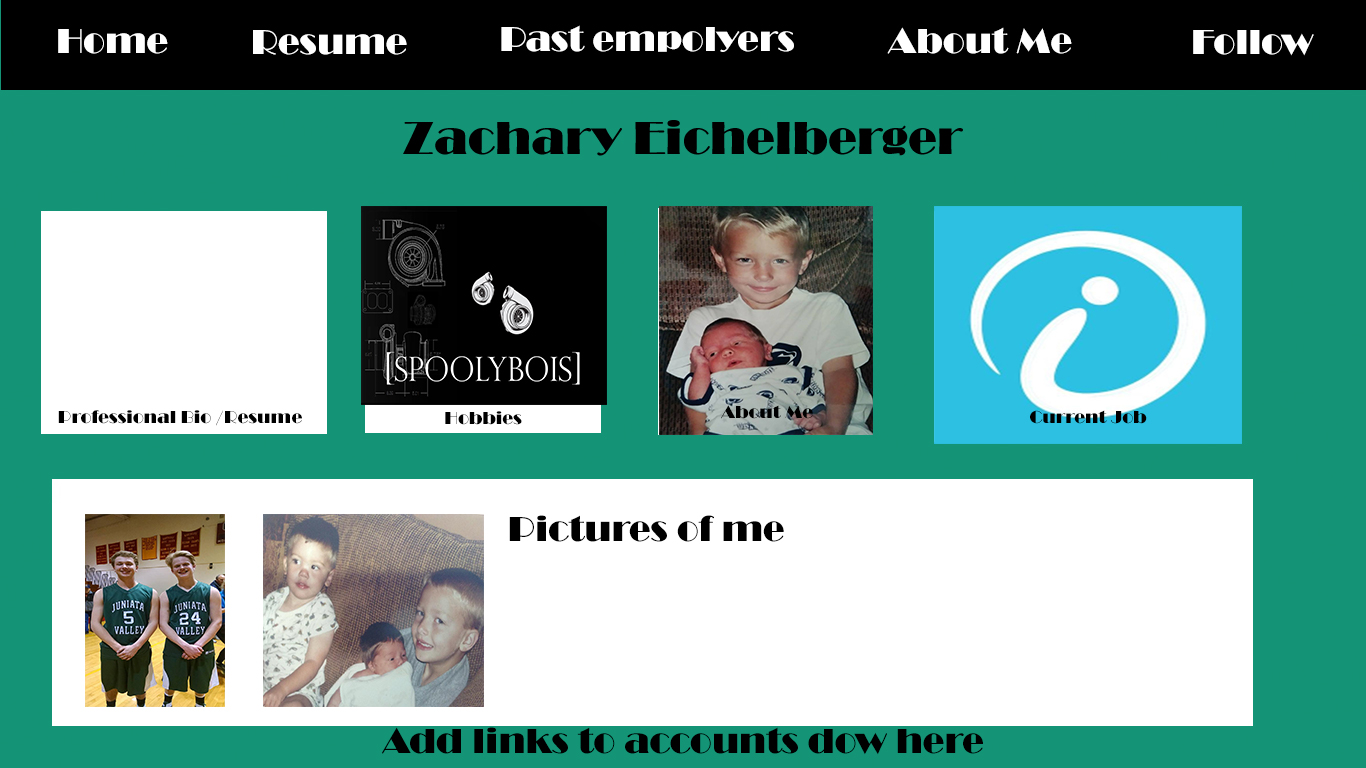 Home
Resume
Past empolyers
About Me
Follow
Zachary Eichelberger
[SPOOLYBOIS]
Professional Bio /Resume
Hobbies
About Me
Current Job
Pictures of me
JUNIATA
5
VALLEY
JUNIATA
24
VALLEY
Add links to accounts dow here